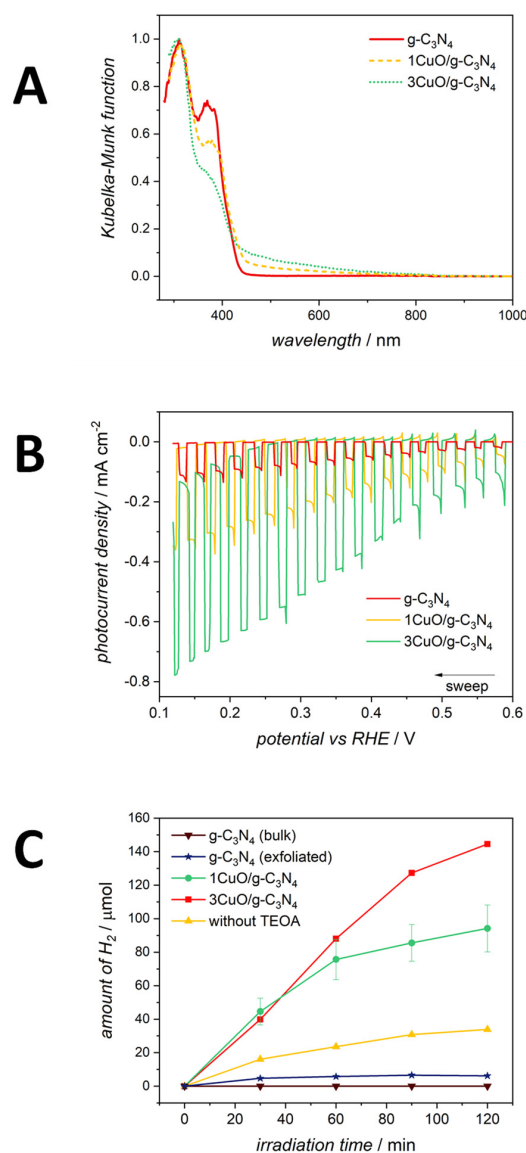 A
g-C₃N₄
1CuO/g-C₃N₄
3CuO/g-C₃N₄
Kubelka-Munk function
1.0
0.8
0.6
0.4
0.2
0.0
400
600
800
1000
wavelength / nm
B
photocurrent density / mA cm⁻²
0.0
-0.2
-0.4
-0.6
-0.8
g-C₃N₄
1CuO/g-C₃N₄
3CuO/g-C₃N₄
sweep
0.1
0.2
0.3
0.4
0.5
0.6
potential vs RHE / V
C
amount of H₂ / μmol
160
140
120
100
80
60
40
20
0
g-C₃N₄ (bulk)
g-C₃N₄ (exfoliated)
1CuO/g-C₃N₄
3CuO/g-C₃N₄
without TEOA
0
20
40
60
80
100
120
irradiation time / min